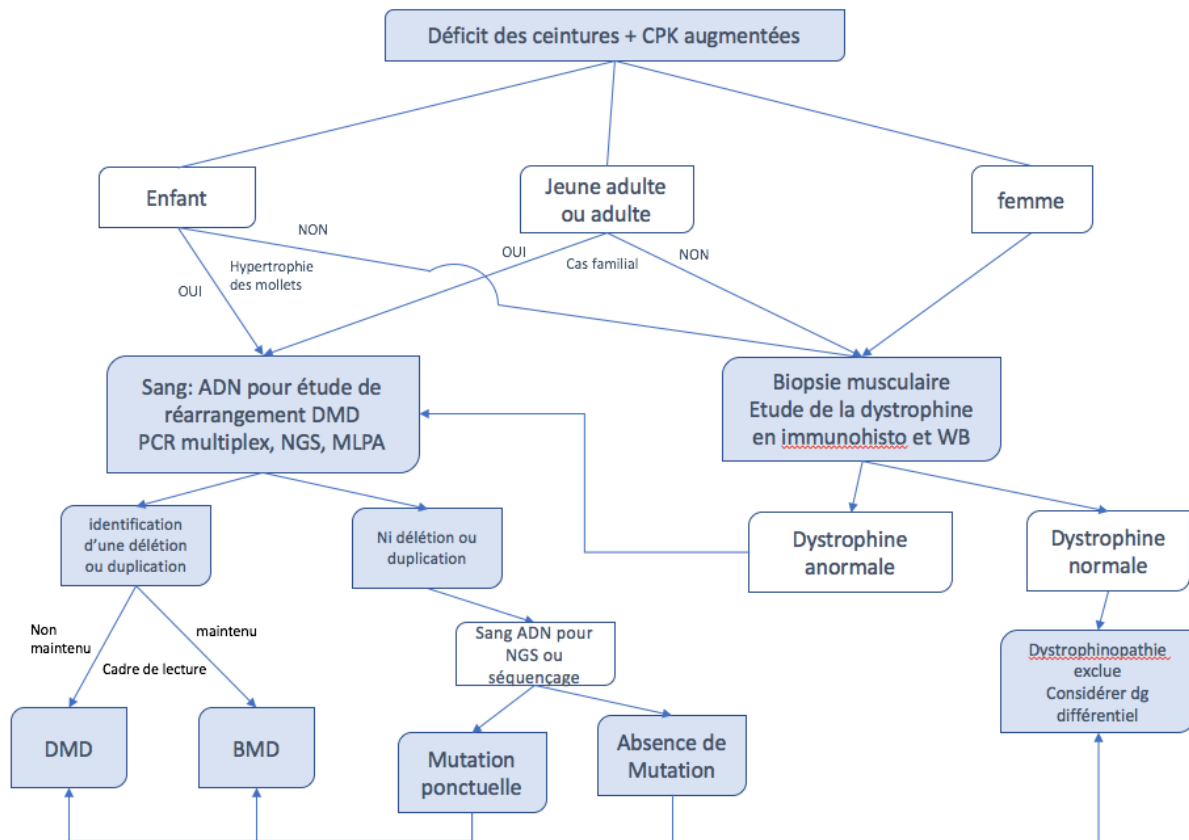 Déficit des ceintures + CPK augmentées
Enfant
Jeune adulte
ou adulte
femme
NON
OUI
Hypertrophie
des mollets
OUI
Cas familial
NON
Sang: ADN pour étude de
réarrangement DMD
PCR multiplex, NGS, MLPA
Biopsie musculaire
Etude de la dystrophine
en immunohisto et WB
identification
d'une délétion
ou duplication
Ni délétion ou
duplication
Dystrophine
anormale
Dystrophine
normale
Non
maintenu
maintenu
Cadre de lecture
Sang ADN pour
NGS ou
séquençage
Dystrophinopathie
exclue
Considérer dg
différentiel
DMD
BMD
Mutation
ponctuelle
Absence de
Mutation